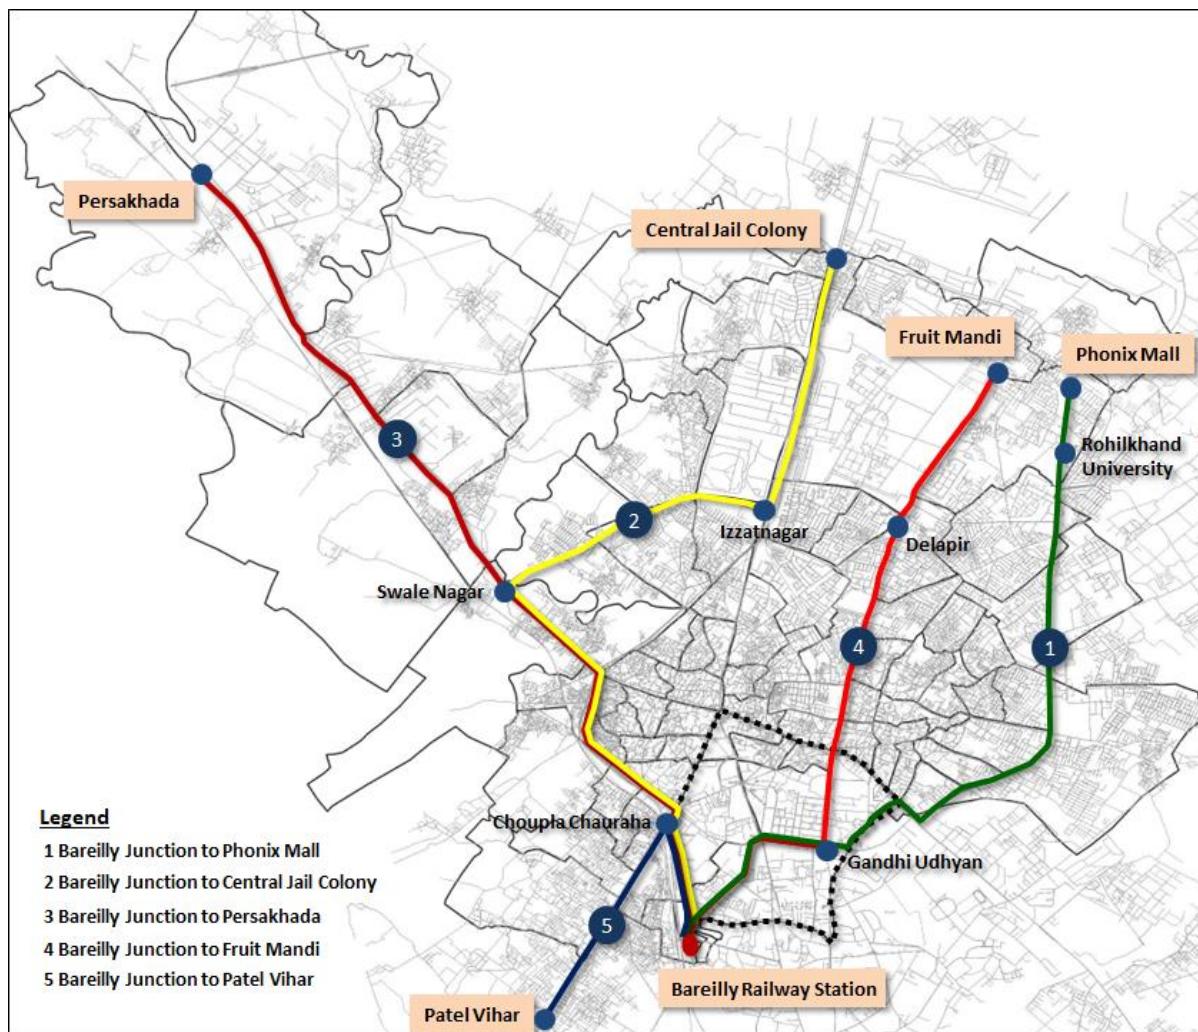 Persakhada
Central Jail Colony
Fruit Mandi
Phonix Mall
3
Rohilkhand
University
2
Izzatnagar
Delapir
Swale Nagar
4
1
Choupla Chauraha
Gandhi Udhyan
5
Bareilly Railway Station
Patel Vihar
Legend
1 Bareilly Junction to Phonix Mall
2 Bareilly Junction to Central Jail Colony
3 Bareilly Junction to Persakhada
4 Bareilly Junction to Fruit Mandi
5 Bareilly Junction to Patel Vihar